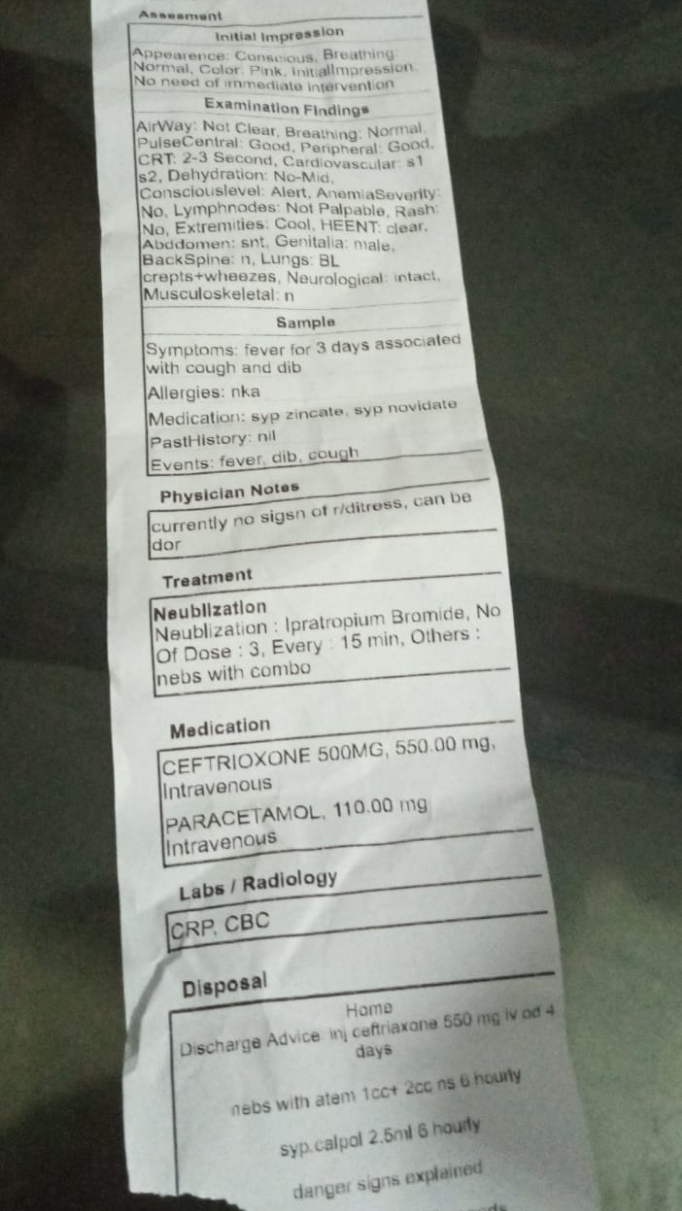 Assesment
Initial Impression
Appearence: Conscious, Breathing:
Normal, Color: Pink, InitialImpression:
No need of immediate intervention
Examination Findings
AirWay: Not Clear, Breathing: Normal,
PulseCentral: Good, Peripheral: Good,
CRT: 2-3 Second, Cardiovascular: s1
s2, Dehydration: No-Mid,
Consciouslevel: Alert, AnemiaSeverity:
No, Lymphnodes: Not Palpable, Rash:
No, Extremities: Cool, HEENT: clear,
Abddomen: snt, Genitalia: male,
BackSpine: n, Lungs: BL
crepts+wheezes, Neurological: intact,
Musculoskeletal: n
Sample
Symptoms: fever for 3 days associated
with cough and dib
Allergies: nka
Medication: syp zincate, syp novidate
PastHistory: nil
Events: fever, dib, cough
Physician Notes
currently no sigsn of r/ditress, can be
dor
Treatment
Neublization
Neublization : Ipratropium Bromide, No
Of Dose : 3, Every : 15 min, Others :
nebs with combo
Medication
CEFTRIOXONE 500MG, 550.00 mg,
Intravenous
PARACETAMOL, 110.00 mg
Intravenous
Labs / Radiology
CRP, CBC
Disposal
Home
Discharge Advice: inj ceftriaxone 550 mg iv od 4
days
nebs with atem 1cc+ 2cc ns 6 hourly
syp.calpol 2.5ml 6 hourly
danger signs explained